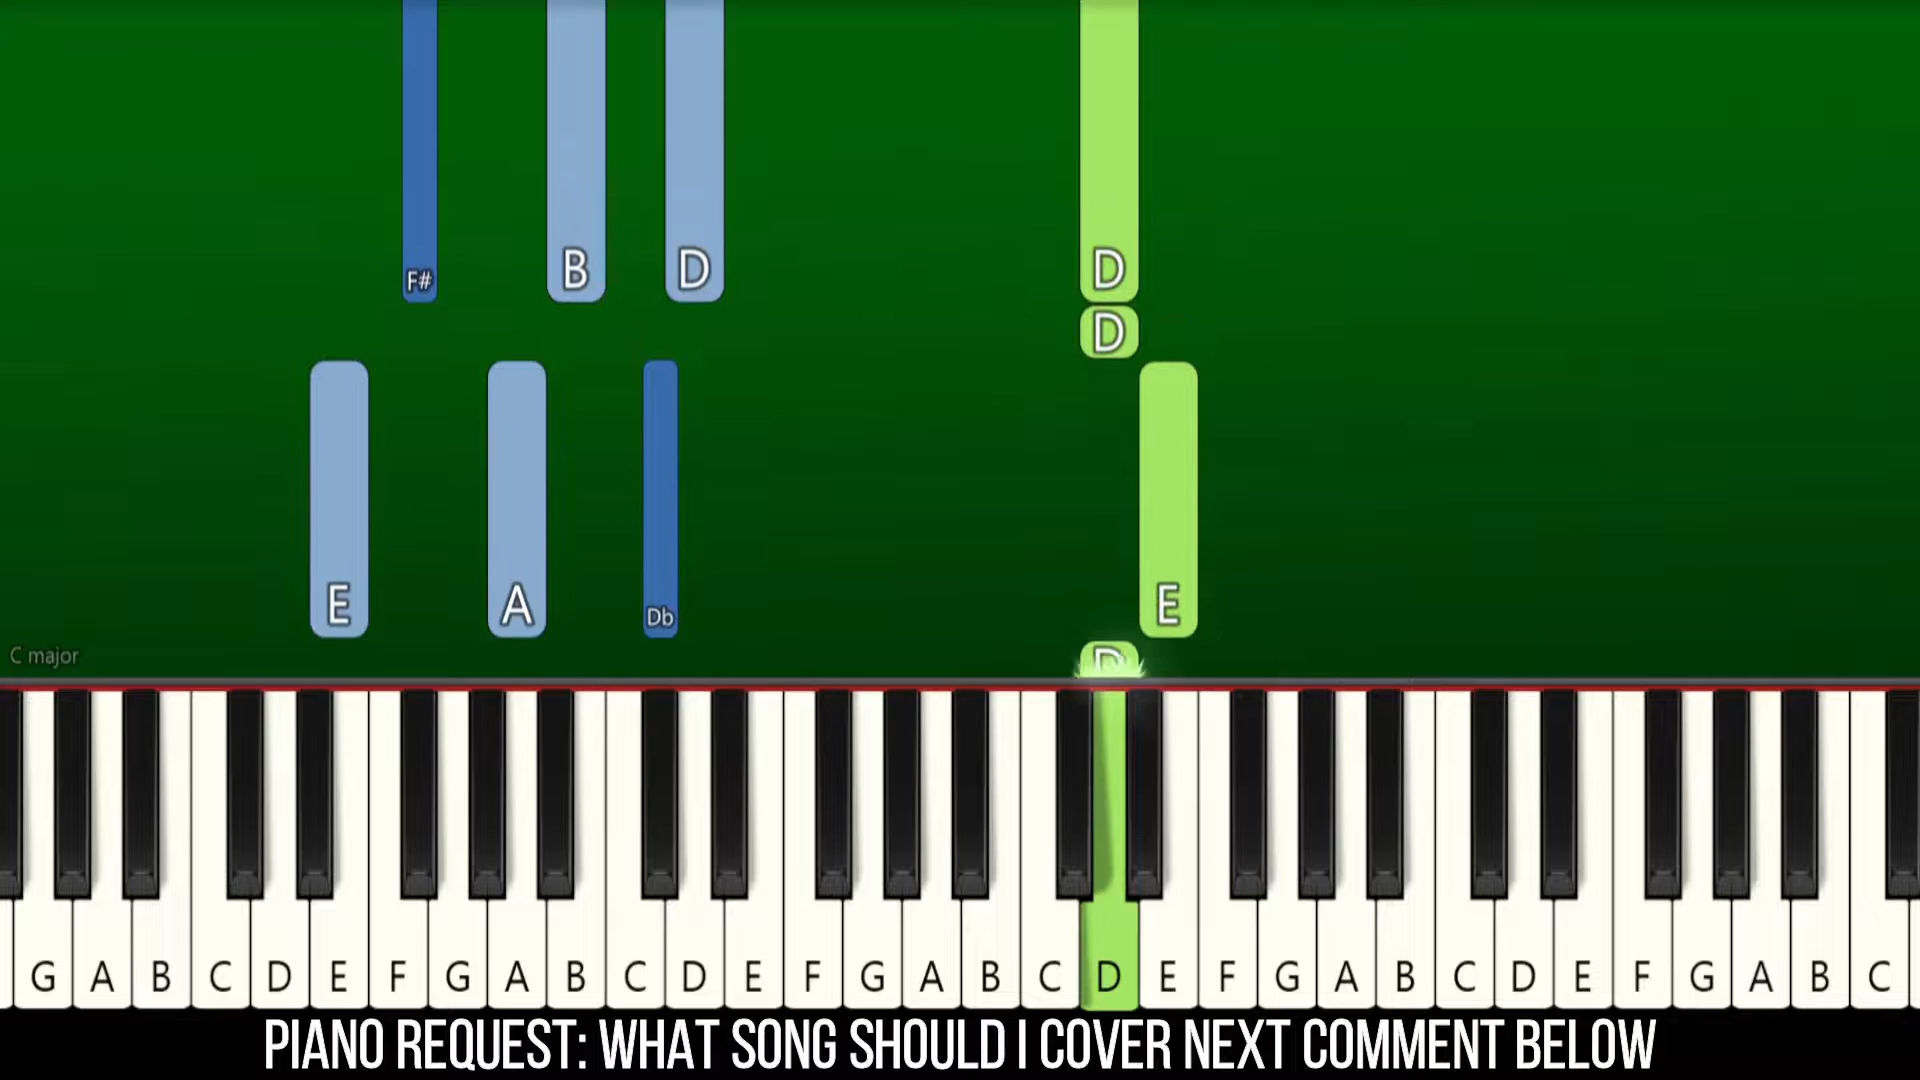 F# B D D
D
E A Db E
D
C major
G A B C D E F G A B C D E F G A B C D E F G A B C D E F G A B C
PIANO REQUEST: WHAT SONG SHOULD I COVER NEXT COMMENT BELOW